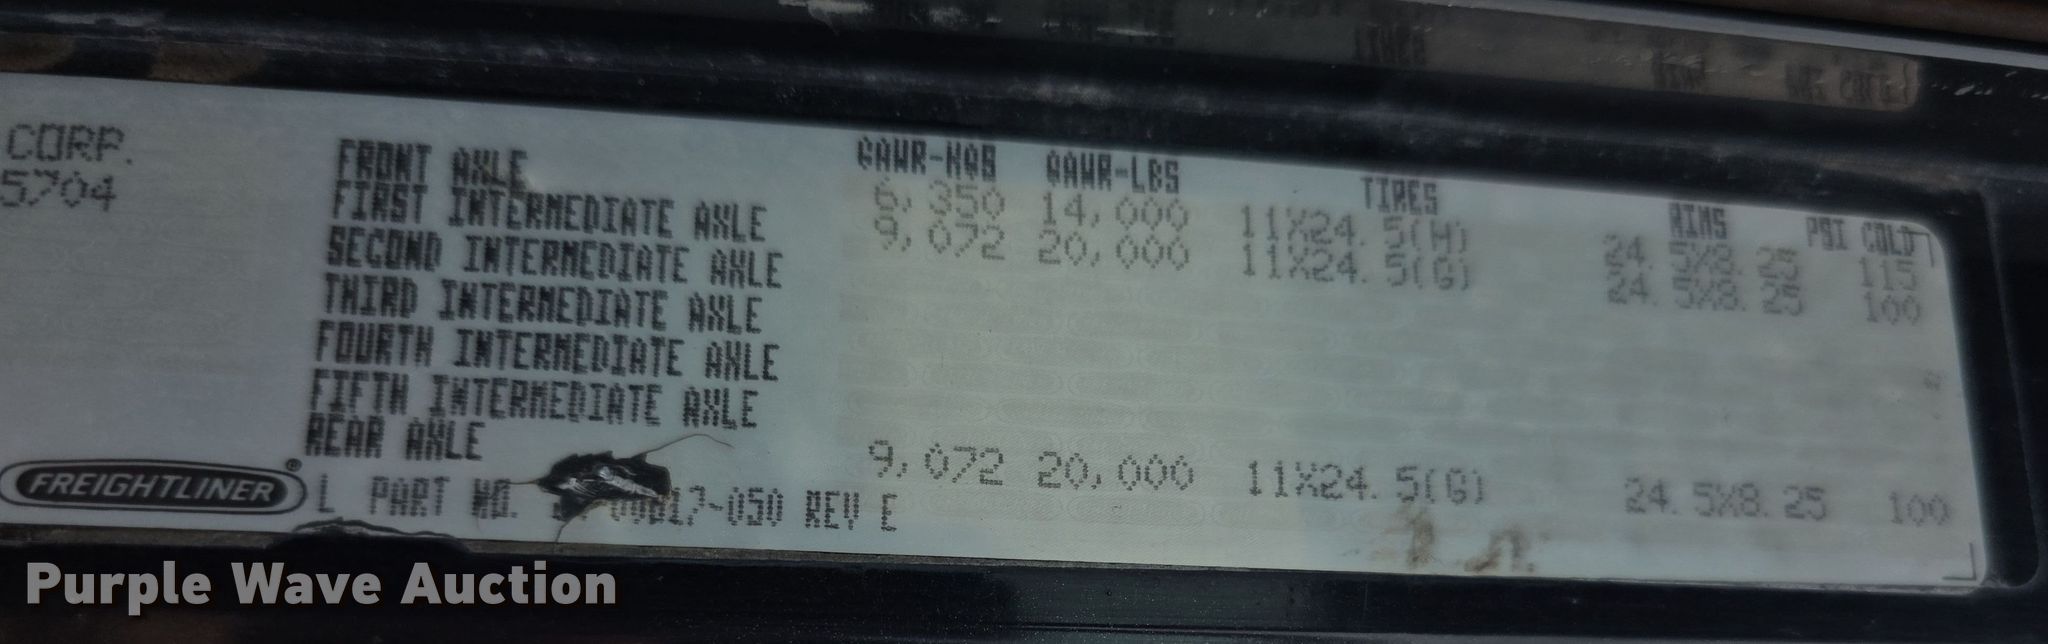 CORP.
5704
GAWR-KGS GAWR-LBS TIRES RIMS PSI COLD
FRONT AXLE 6,350 14,000 11X24.5(H) 24.5X8.25 115
FIRST INTERMEDIATE AXLE 9,072 20,000 11X24.5(G) 24.5X8.25 100
SECOND INTERMEDIATE AXLE
THIRD INTERMEDIATE AXLE
FOURTH INTERMEDIATE AXLE
FIFTH INTERMEDIATE AXLE
REAR AXLE 9,072 20,000 11X24.5(G) 24.5X8.25 100
FREIGHTLINER®
L PART NO. REV E
Purple Wave Auction